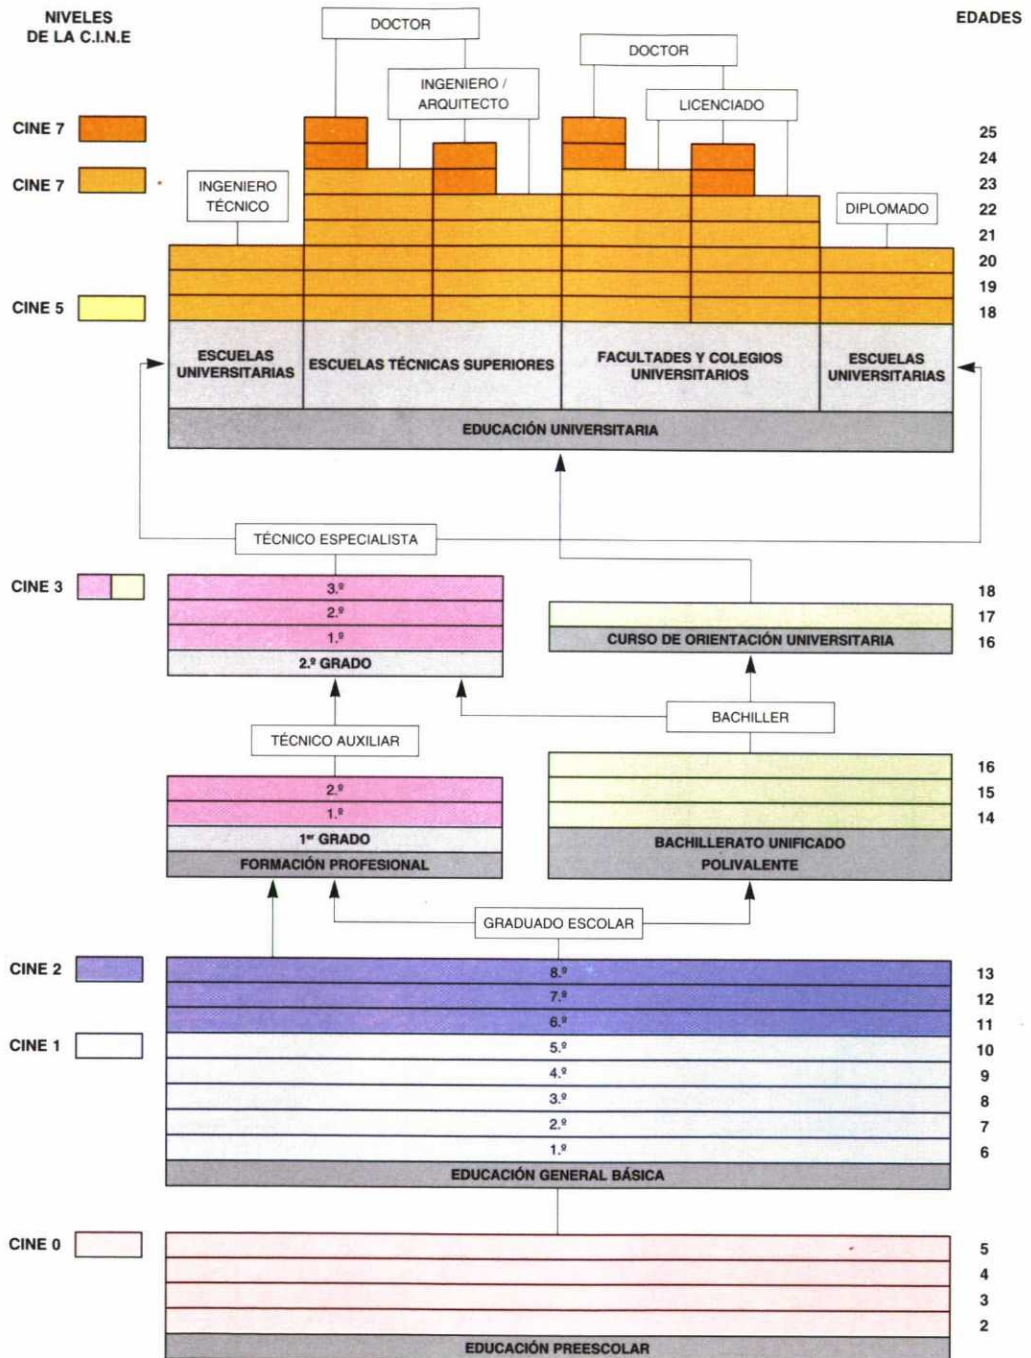 NIVELES
DE LA C.I.N.E
EDADES
DOCTOR
DOCTOR
INGENIERO /
ARQUITECTO
LICENCIADO
CINE 7
25
24
CINE 7
23
INGENIERO
TÉCNICO
DIPLOMADO
22
21
20
19
CINE 5
18
ESCUELAS
UNIVERSITARIAS
ESCUELAS TÉCNICAS SUPERIORES
FACULTADES Y COLEGIOS
UNIVERSITARIOS
ESCUELAS
UNIVERSITARIAS
EDUCACIÓN UNIVERSITARIA
TÉCNICO ESPECIALISTA
CINE 3
3.º
18
2.º
17
1.º
CURSO DE ORIENTACIÓN UNIVERSITARIA
16
2.º GRADO
BACHILLER
TÉCNICO AUXILIAR
16
2.º
15
1.º
14
1er GRADO
BACHILLERATO UNIFICADO
POLIVALENTE
FORMACIÓN PROFESIONAL
GRADUADO ESCOLAR
CINE 2
8.º
13
7.º
12
6.º
11
CINE 1
5.º
10
4.º
9
3.º
8
2.º
7
1.º
6
EDUCACIÓN GENERAL BÁSICA
CINE 0
5
4
3
2
EDUCACIÓN PREESCOLAR